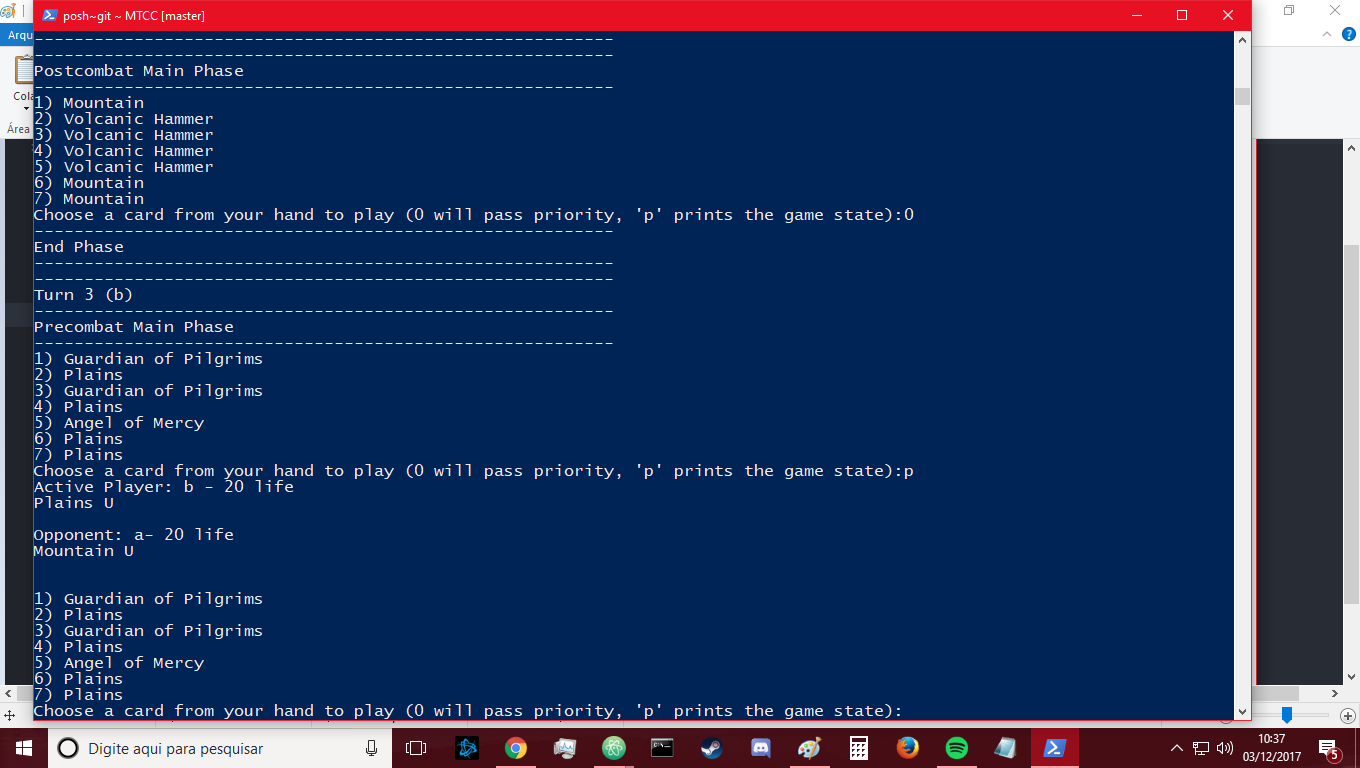 posh~git ~ MTCC [master]
Arqu
Cola
Área
---------------------------------------------------------
---------------------------------------------------------
Postcombat Main Phase
---------------------------------------------------------
1) Mountain
2) Volcanic Hammer
3) Volcanic Hammer
4) Volcanic Hammer
5) Volcanic Hammer
6) Mountain
7) Mountain
Choose a card from your hand to play (0 will pass priority, 'p' prints the game state):0
---------------------------------------------------------
End Phase
---------------------------------------------------------
---------------------------------------------------------
Turn 3 (b)
---------------------------------------------------------
Precombat Main Phase
---------------------------------------------------------
1) Guardian of Pilgrims
2) Plains
3) Guardian of Pilgrims
4) Plains
5) Angel of Mercy
6) Plains
7) Plains
Choose a card from your hand to play (0 will pass priority, 'p' prints the game state):p
Active Player: b - 20 life
Plains U
Opponent: a- 20 life
Mountain U
1) Guardian of Pilgrims
2) Plains
3) Guardian of Pilgrims
4) Plains
5) Angel of Mercy
6) Plains
7) Plains
Choose a card from your hand to play (0 will pass priority, 'p' prints the game state):
Digite aqui para pesquisar
10:37
03/12/2017
5